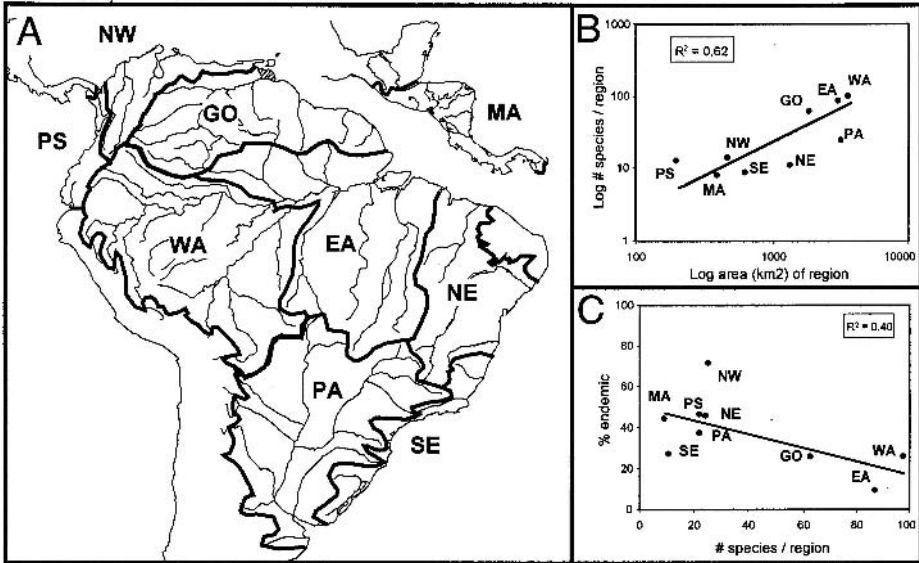 A
NW
GO
MA
PS
WA
EA
NE
PA
SE
B
1000
R² = 0.62
100
10
1
Log # species / region
EA WA
GO
PA
NW
PS
SE
NE
MA
100 1000 10000
Log area (km2) of region
C
100
R² = 0.40
80
60
40
20
0
% endemic
NW
MA
PS NE
PA
SE
GO
WA
EA
0 20 40 60 80 100
# species / region